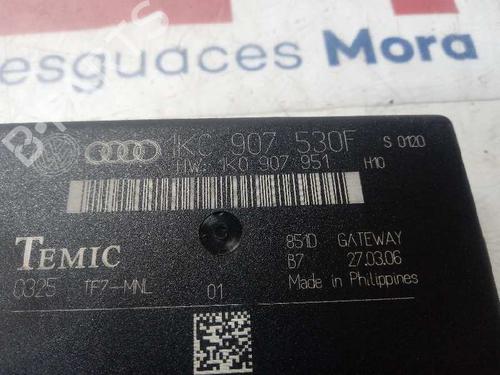 esguaces Mora
1KC 907 530F S 0120
HW: 1K0 907 951 H10
TEMIC
851D GATEWAY
B7 27.03.06
0325 TF7-MNL 01 Made in Philippines